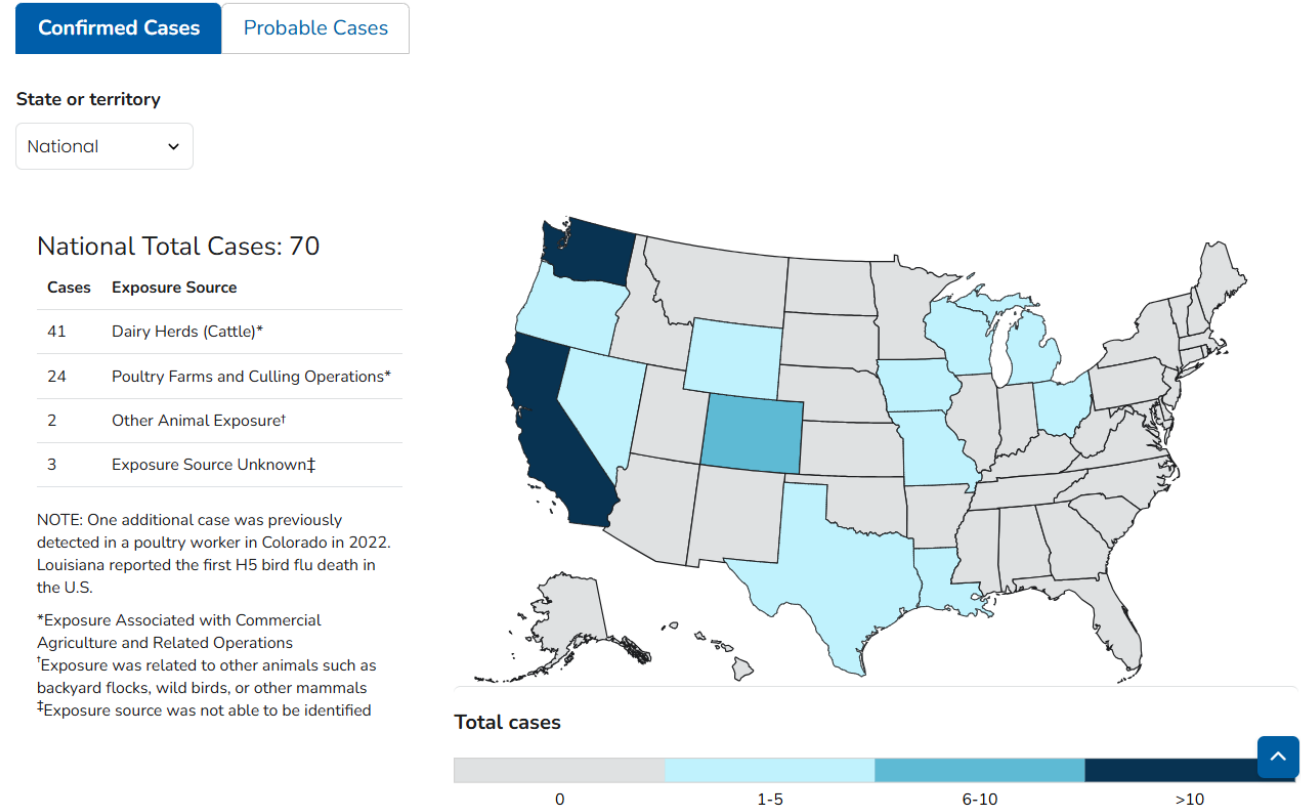 Confirmed Cases
Probable Cases
State or territory
National
National Total Cases: 70
Cases Exposure Source
41 Dairy Herds (Cattle)*
24 Poultry Farms and Culling Operations*
2 Other Animal Exposure†
3 Exposure Source Unknown‡
NOTE: One additional case was previously
detected in a poultry worker in Colorado in 2022.
Louisiana reported the first H5 bird flu death in
the U.S.
*Exposure Associated with Commercial
Agriculture and Related Operations
†Exposure was related to other animals such as
backyard flocks, wild birds, or other mammals
‡Exposure source was not able to be identified
Total cases
0 1-5 6-10 >10